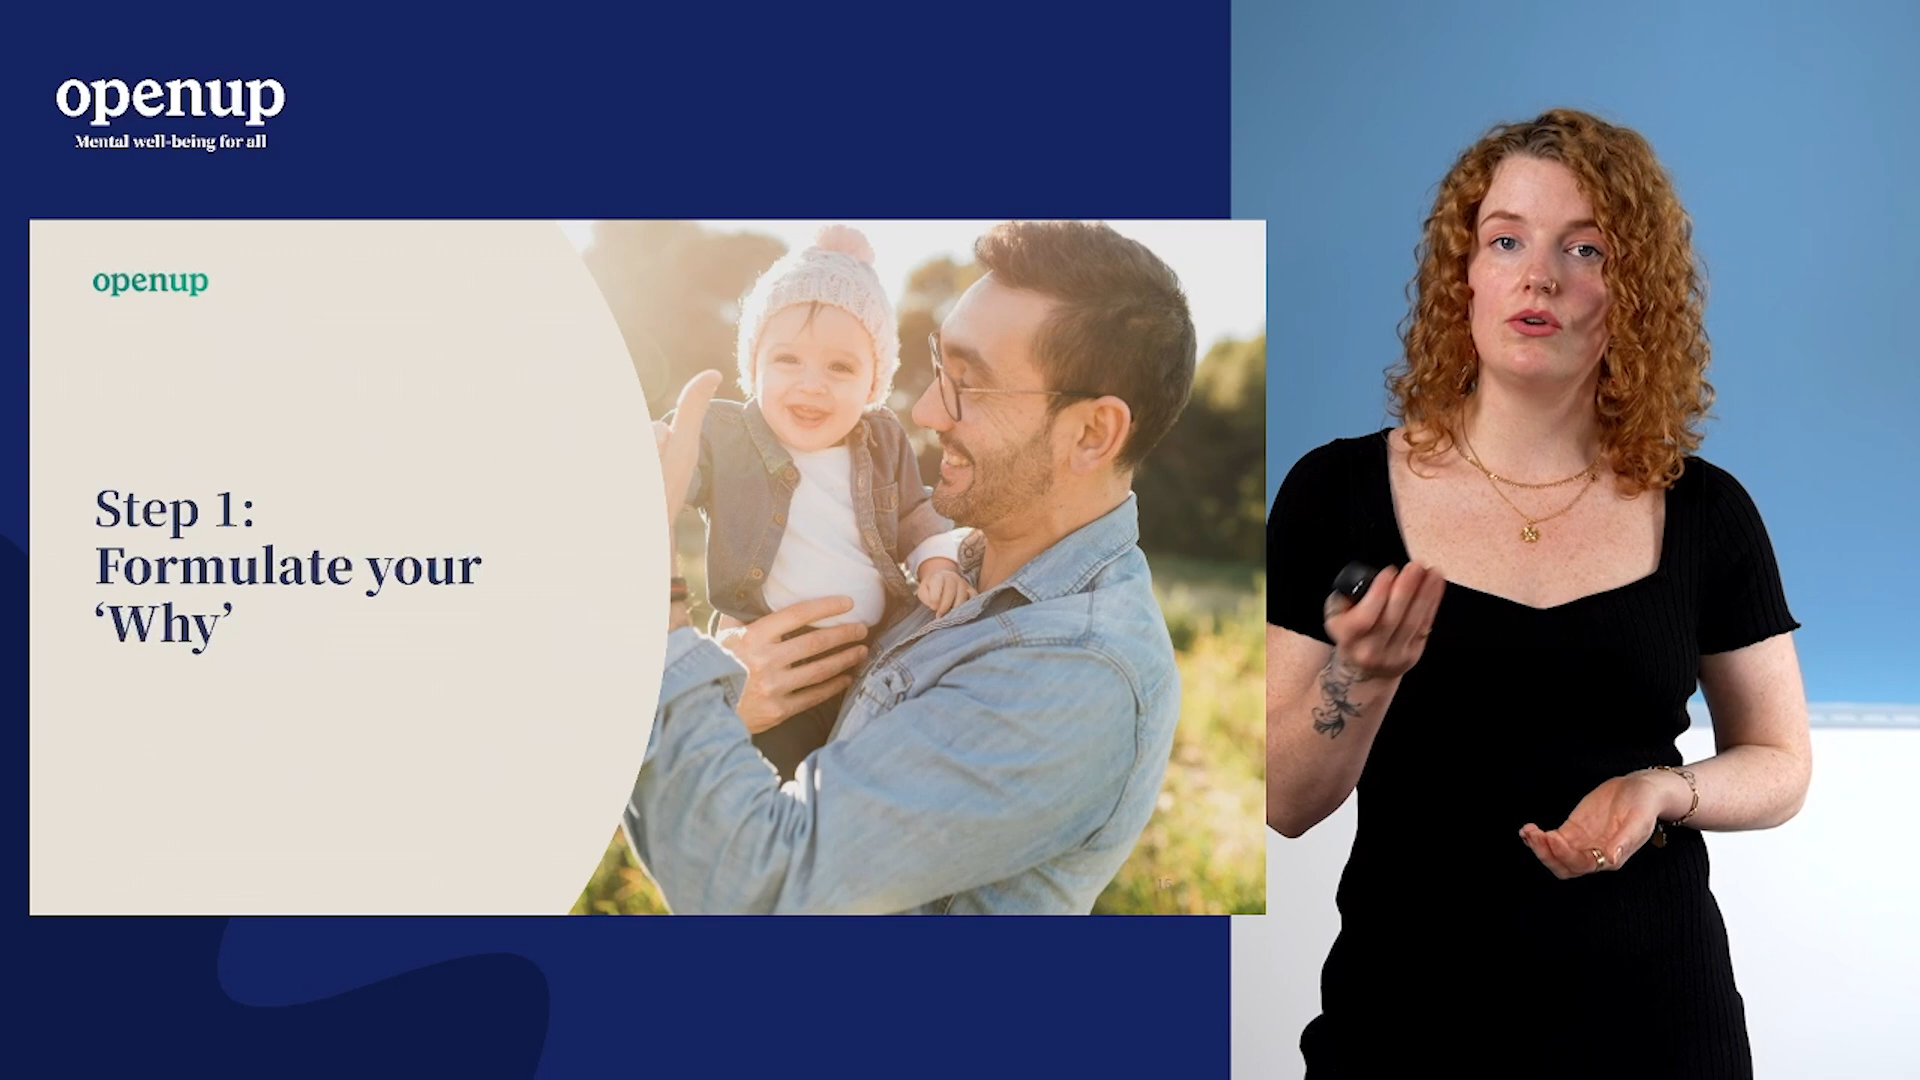 openup
Mental well-being for all
openup
Step 1:
Formulate your
‘Why’